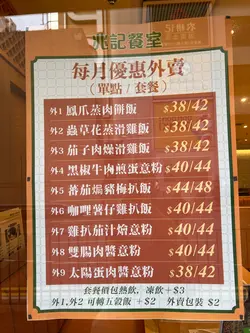 兆記餐室
每月優惠外賣
(單點 / 套餐)
外1 鳳爪蒸肉餅飯 $38/42
外2 蟲草花蒸滑雞飯 $38/42
外3 茄子肉燥滑雞飯 $38/42
外4 黑椒牛肉煎蛋意粉 $40/44
外5 蕃茄焗豬梅扒飯 $44/48
外6 咖喱薯仔雞扒飯 $40/44
外7 雞扒茄汁燴意粉 $40/44
外8 雙腸肉醬意粉 $40/44
外9 太陽蛋肉醬意粉 $38/42
套餐價包熱飲, 凍飲 +$3
外1,外2 可轉五穀飯 +$2 外賣包裝 $2